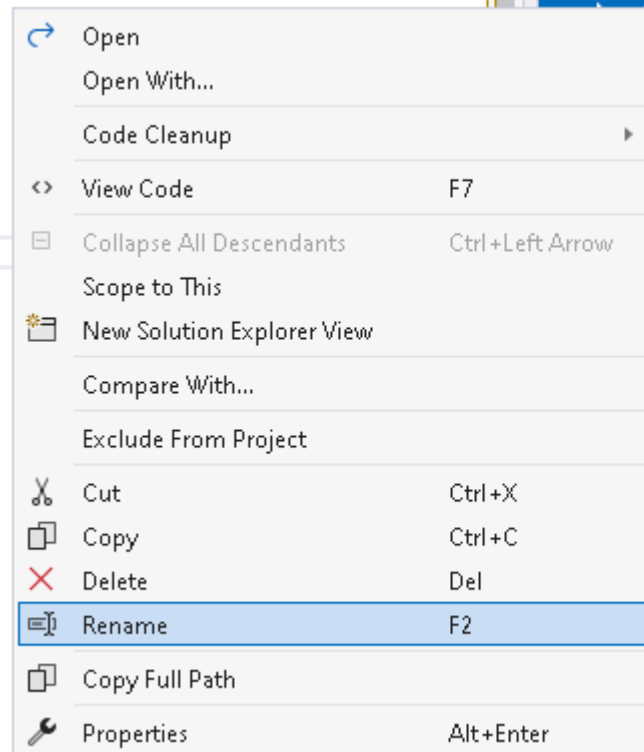 Open
Open With...
Code Cleanup
View Code F7
Collapse All Descendants Ctrl+Left Arrow
Scope to This
New Solution Explorer View
Compare With...
Exclude From Project
Cut Ctrl+X
Copy Ctrl+C
Delete Del
Rename F2
Copy Full Path
Properties Alt+Enter